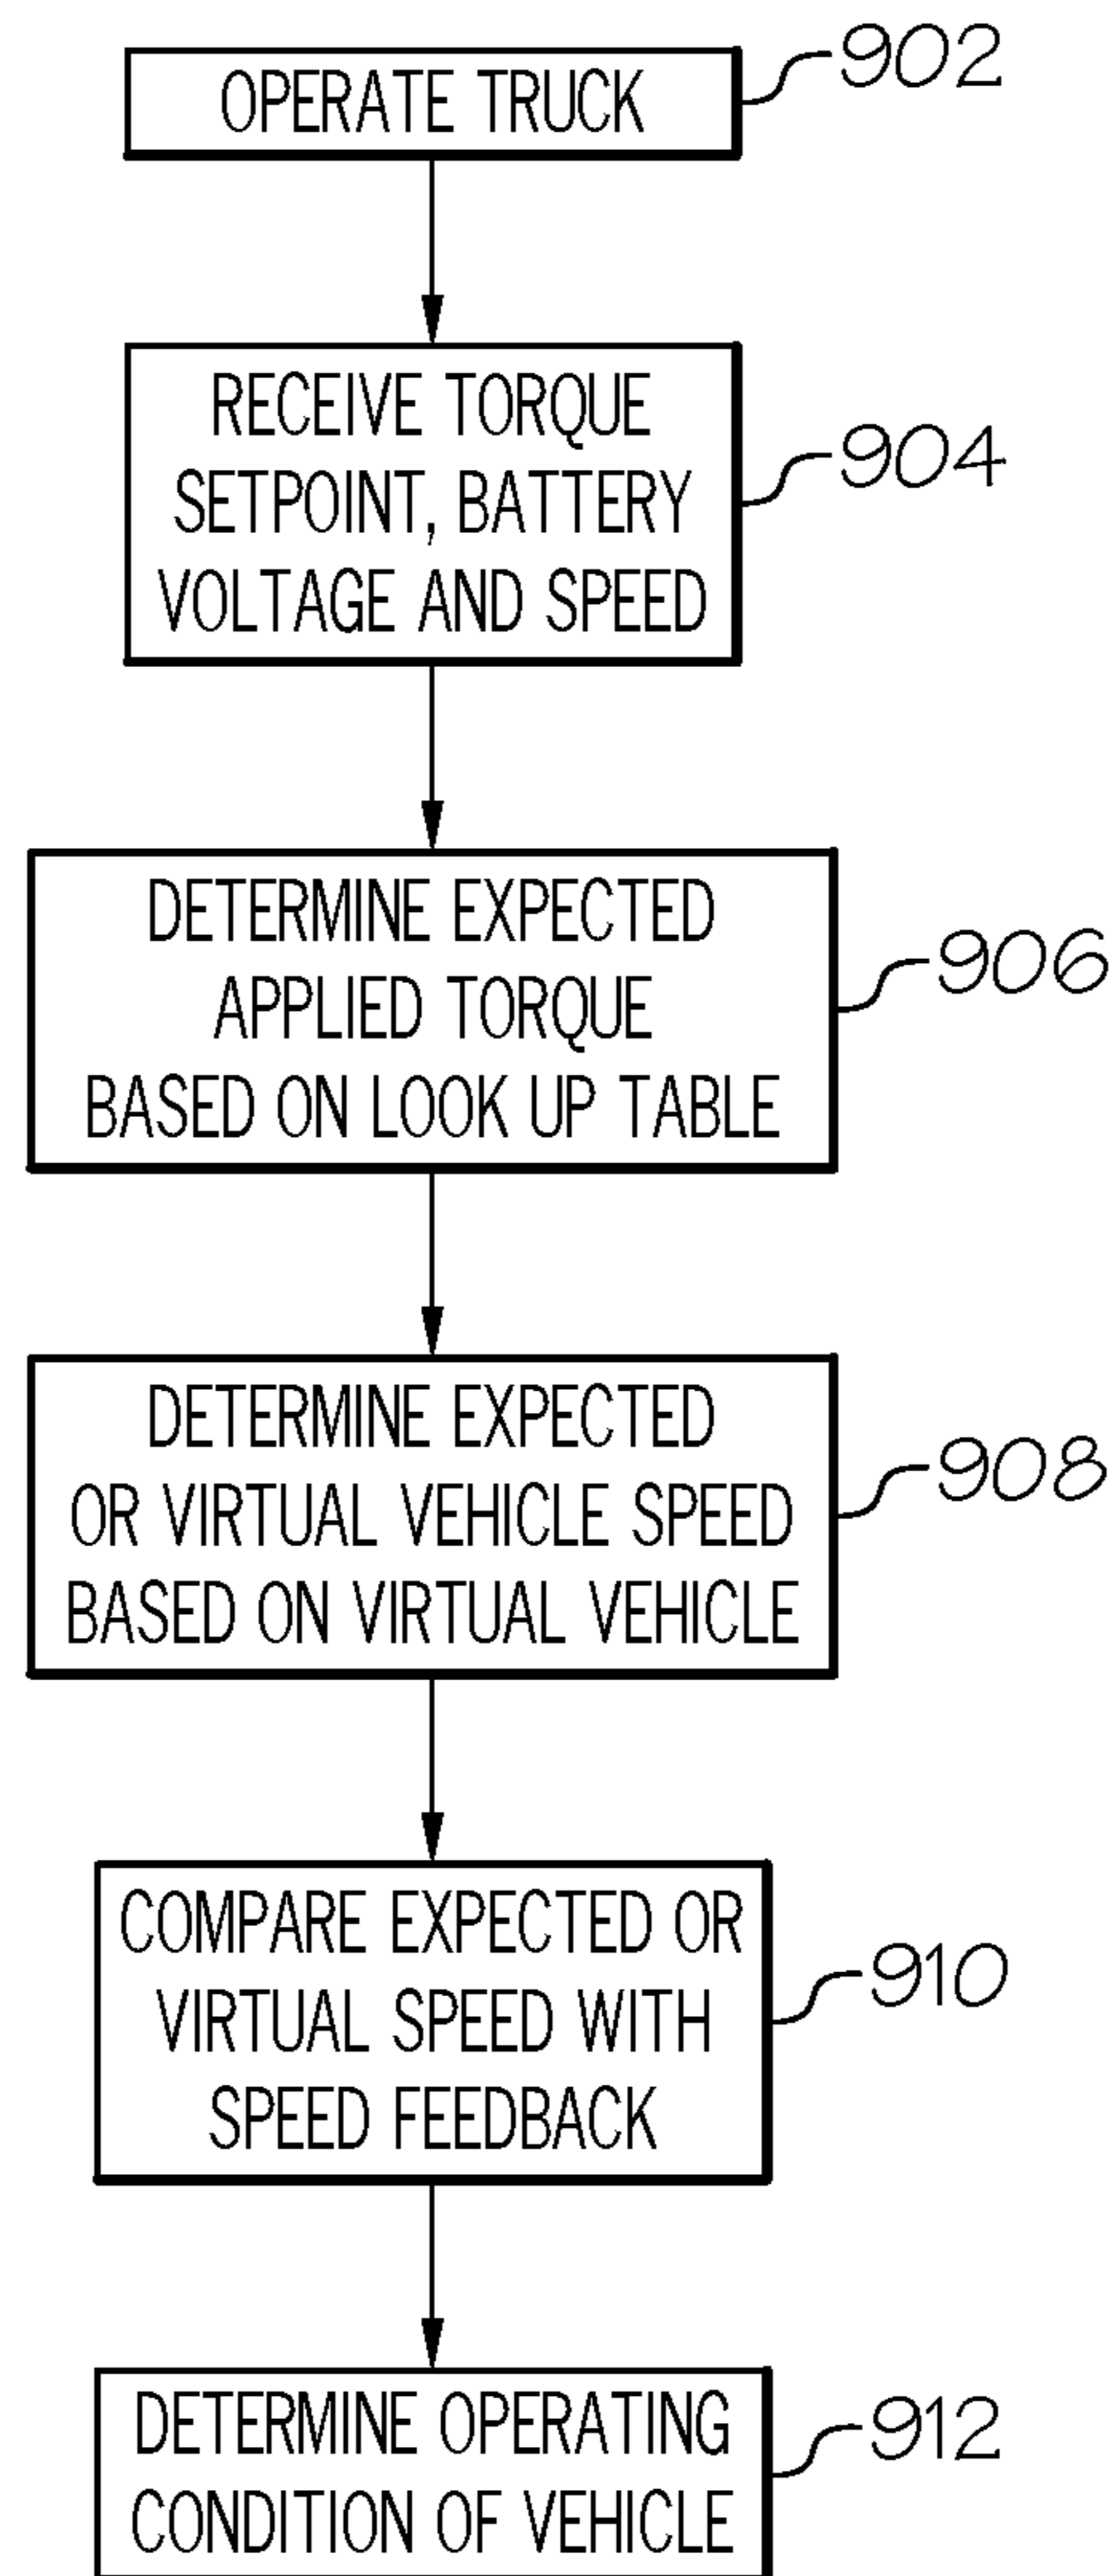 OPERATE TRUCK
902
RECEIVE TORQUE
SETPOINT, BATTERY
VOLTAGE AND SPEED
904
DETERMINE EXPECTED
APPLIED TORQUE
BASED ON LOOK UP TABLE
906
DETERMINE EXPECTED
OR VIRTUAL VEHICLE SPEED
BASED ON VIRTUAL VEHICLE
908
COMPARE EXPECTED OR
VIRTUAL SPEED WITH
SPEED FEEDBACK
910
DETERMINE OPERATING
CONDITION OF VEHICLE
912